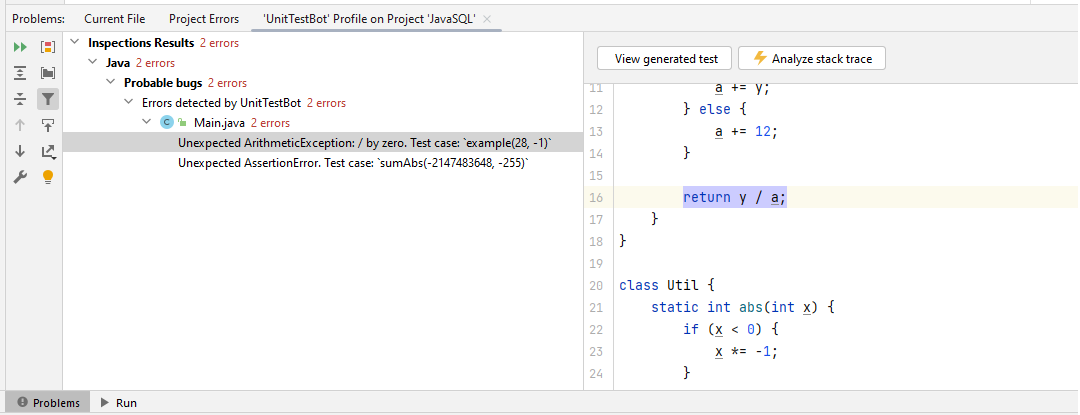 Problems: Current File Project Errors 'UnitTestBot' Profile on Project 'JavaSQL'
Inspections Results 2 errors
Java 2 errors
Probable bugs 2 errors
Errors detected by UnitTestBot 2 errors
C Main.java 2 errors
Unexpected ArithmeticException: / by zero. Test case: `example(28, -1)`
Unexpected AssertionError. Test case: `sumAbs(-2147483648, -255)`
View generated test Analyze stack trace
11 a += y;
12 } else {
13 a += 12;
14 }
15
16 return y / a;
17 }
18 }
19
20 class Util {
21 static int abs(int x) {
22 if (x < 0) {
23 x *= -1;
24 }
Problems Run